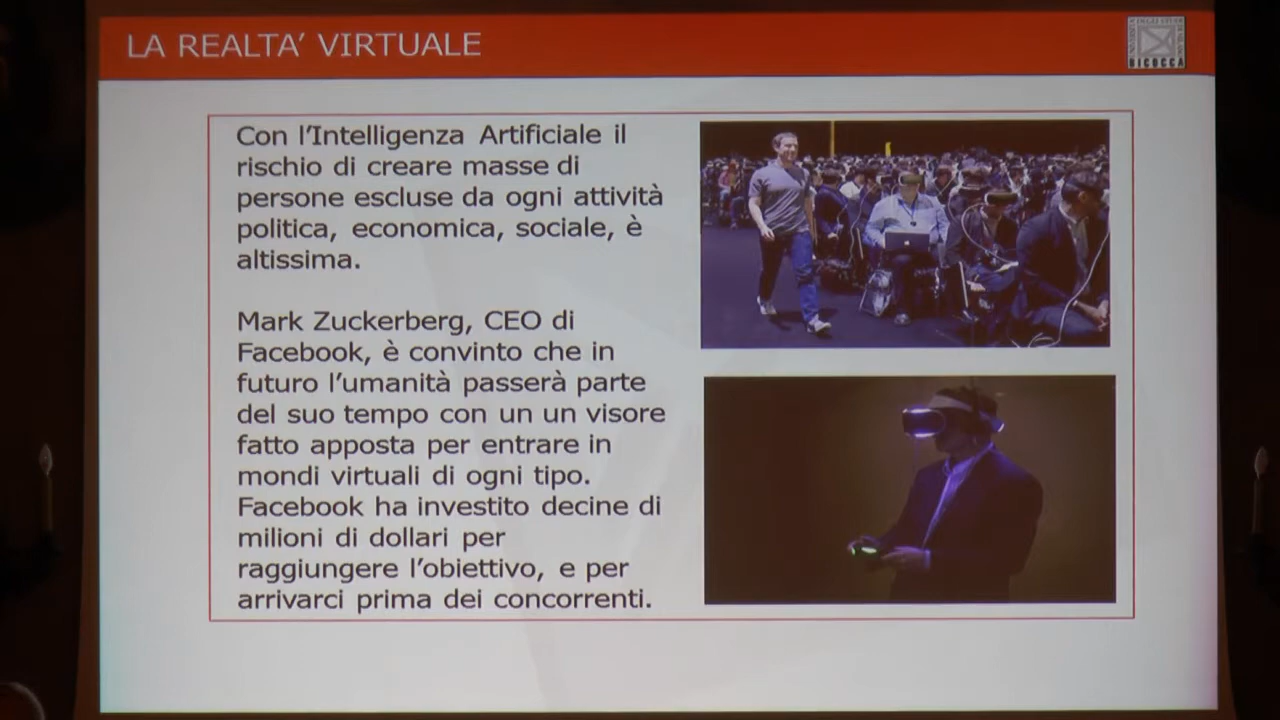 LA REALTA’ VIRTUALE
BICOCCA
Con l’Intelligenza Artificiale il
rischio di creare masse di
persone escluse da ogni attività
politica, economica, sociale, è
altissima.
Mark Zuckerberg, CEO di
Facebook, è convinto che in
futuro l’umanità passerà parte
del suo tempo con un un visore
fatto apposta per entrare in
mondi virtuali di ogni tipo.
Facebook ha investito decine di
milioni di dollari per
raggiungere l’obiettivo, e per
arrivarci prima dei concorrenti.